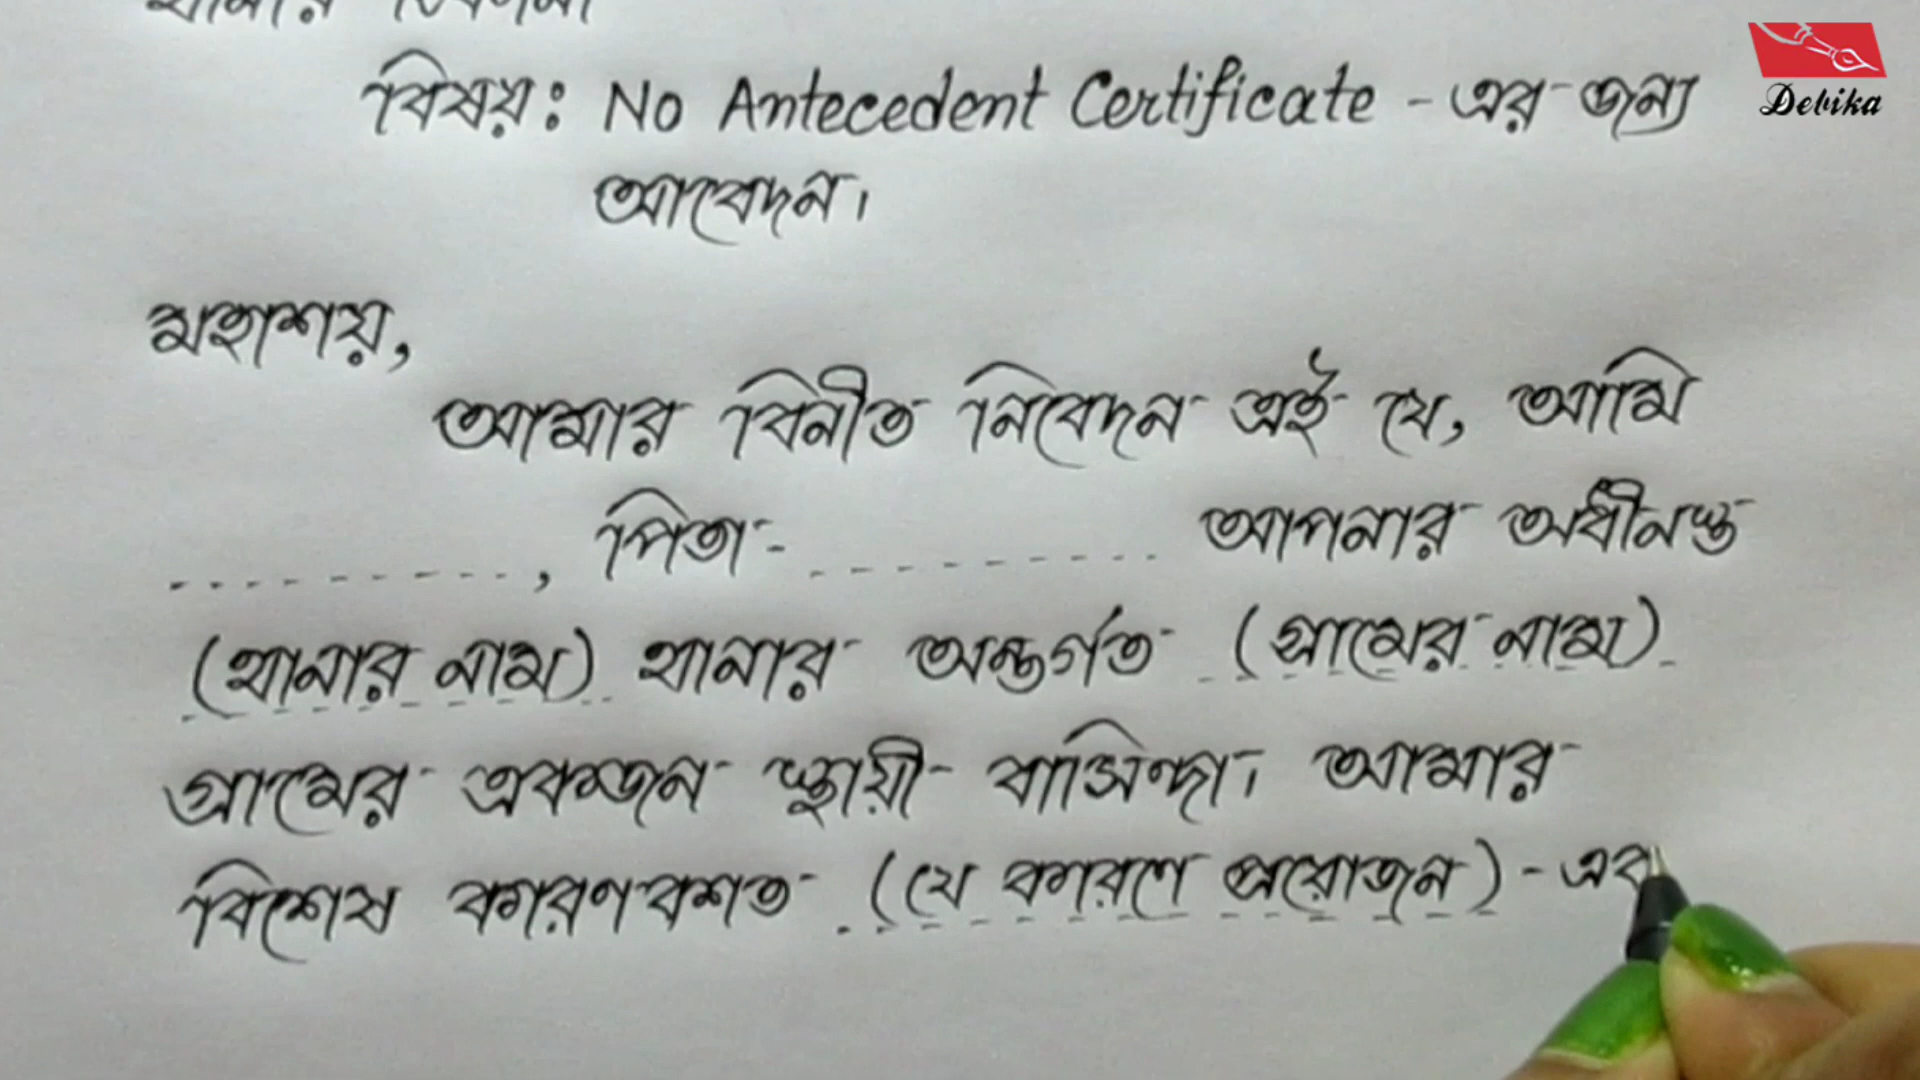 Debika
বিষয়: No Antecedent Certificate - এর জন্য
আবেদন।
মহাশয়,
আমার বিনীত নিবেদন এই যে, আমি
.........., পিতা- .......... আপনার অধীনস্ত
(থানার নাম) থানার অন্তর্গত (গ্রামের নাম)
গ্রামের একজন স্থায়ী বাসিন্দা। আমার
বিশেষ কারণবশত (যে কারণে প্রয়োজন) - এব